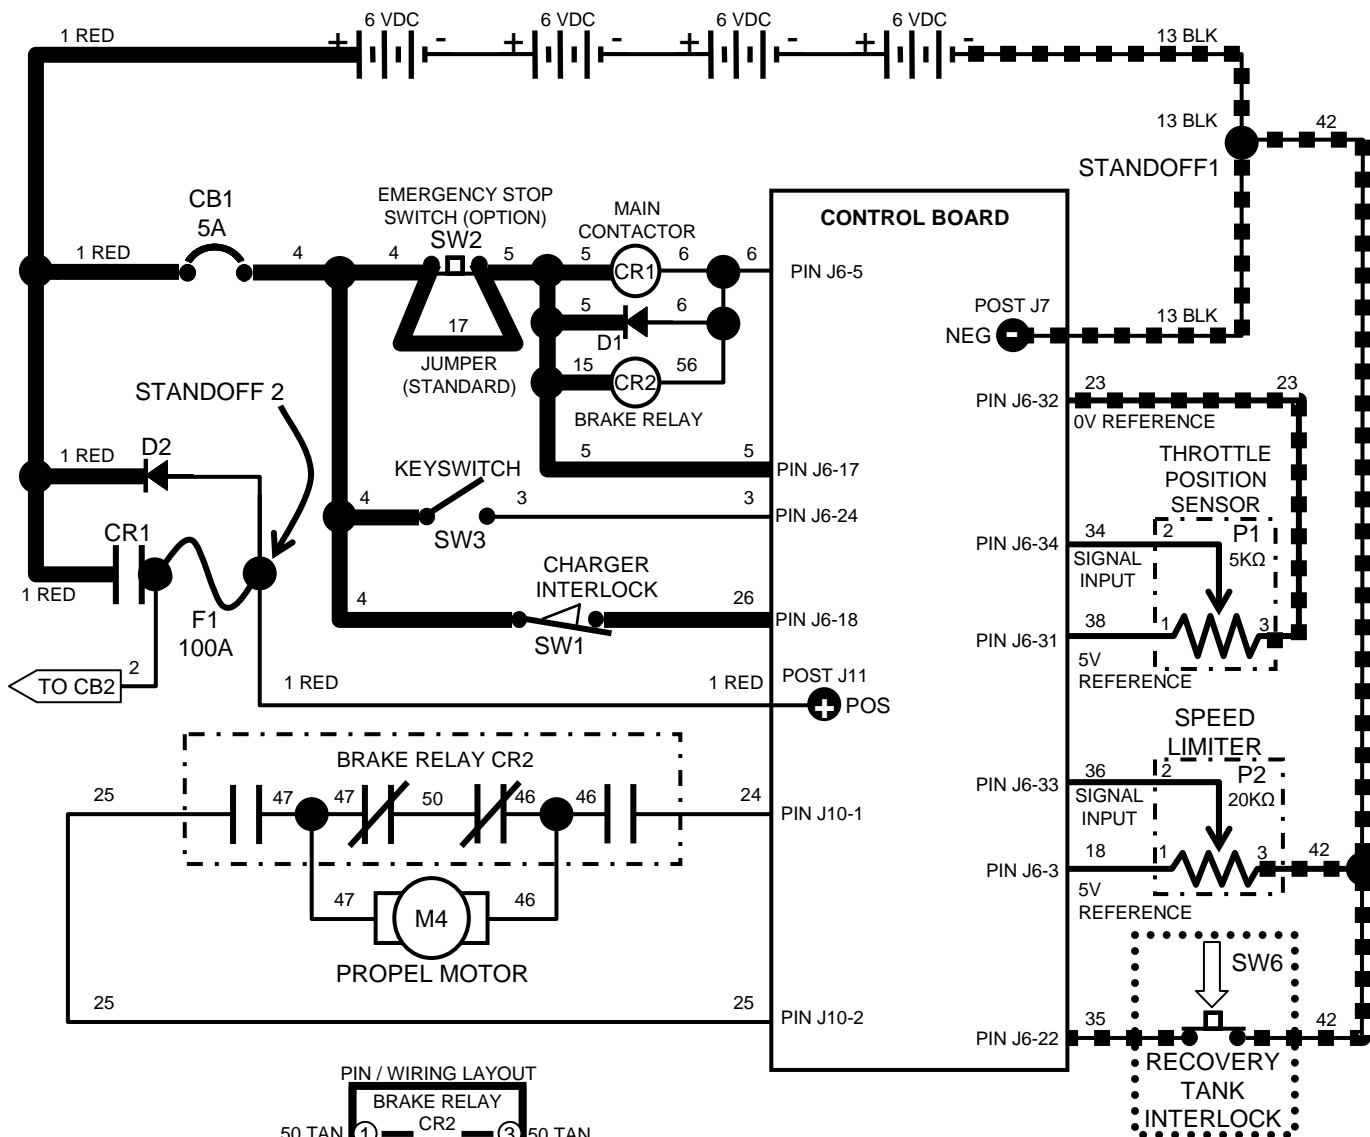 6 VDC 6 VDC 6 VDC 6 VDC
1 RED + - + - + - + - 13 BLK
13 BLK 42
STANDOFF1
CB1
5A
EMERGENCY STOP
SWITCH (OPTION)
SW2
MAIN
CONTACTOR
CONTROL BOARD
1 RED 4 4 5 5 CR1 6 6 PIN J6-5
5 6
D1
17
JUMPER
(STANDARD)
15 CR2 56
BRAKE RELAY
POST J7
NEG - 13 BLK
STANDOFF 2
PIN J6-32 23 23
0V REFERENCE
1 RED D2
5 5 PIN J6-17
KEYSWITCH
4 3 3 PIN J6-24
SW3
THROTTLE
POSITION
SENSOR
PIN J6-34 34 2 P1
5KΩ
SIGNAL
INPUT
CR1
1 RED
F1
100A
CHARGER
INTERLOCK
4 26 PIN J6-18
SW1
PIN J6-31 38 1 3
5V
REFERENCE
TO CB2 2
1 RED 1 RED POST J11
+ POS
SPEED
LIMITER
BRAKE RELAY CR2
PIN J6-33 36 2 P2
20KΩ
SIGNAL
INPUT
25 47 47 50 46 46 24 PIN J10-1
PIN J6-3 18 1 3 42
5V
REFERENCE
47 M4 46
PROPEL MOTOR
SW6
25 25 PIN J10-2
PIN J6-22 35 42
RECOVERY
TANK
INTERLOCK
PIN / WIRING LAYOUT
BRAKE RELAY
CR2
50 TAN 1 3 50 TAN